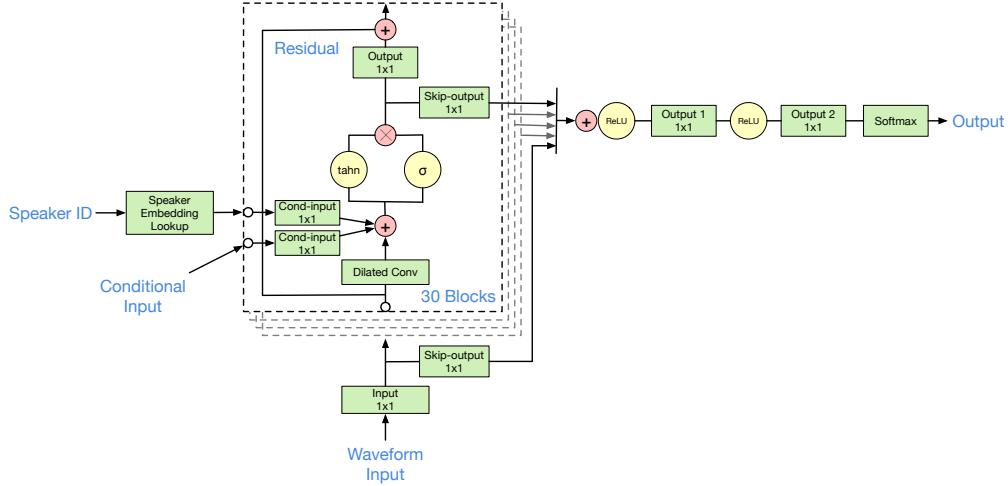 Residual
+
Output
1x1
Skip-output
1x1
tahn
σ
+
ReLU
Output 1
1x1
ReLU
Output 2
1x1
Softmax
Output
Speaker ID
Speaker
Embedding
Lookup
Cond-input
1x1
Cond-input
1x1
+
Dilated Conv
Conditional
Input
30 Blocks
Skip-output
1x1
Input
1x1
Waveform
Input